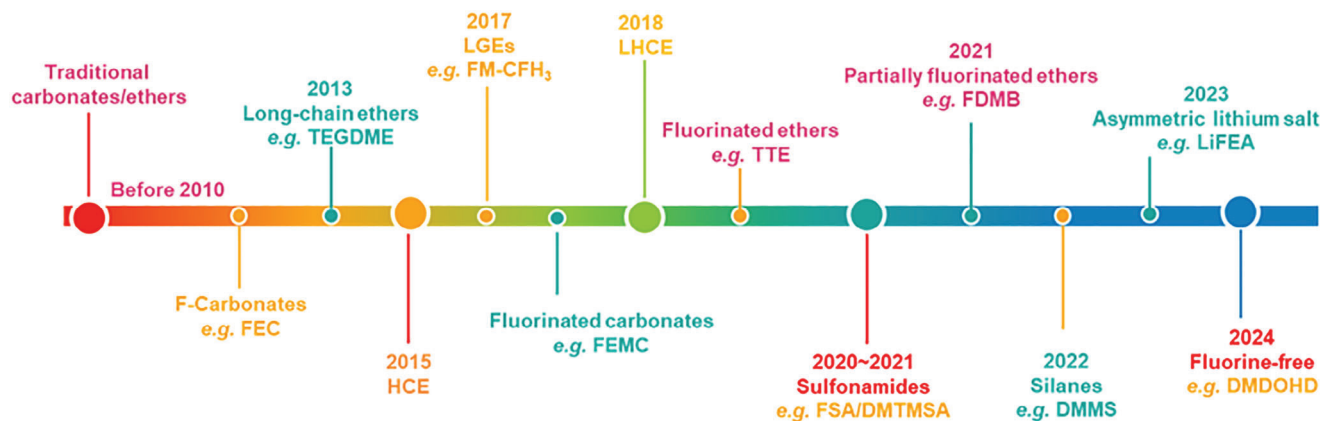 Traditional
carbonates/ethers
Before 2010
F-Carbonates
e.g. FEC
2013
Long-chain ethers
e.g. TEGDME
2015
HCE
2017
LGEs
e.g. FM-CFH₃
Fluorinated carbonates
e.g. FEMC
2018
LHCE
Fluorinated ethers
e.g. TTE
2020~2021
Sulfonamides
e.g. FSA/DMTMSA
2021
Partially fluorinated ethers
e.g. FDMB
2022
Silanes
e.g. DMMS
2023
Asymmetric lithium salt
e.g. LiFEA
2024
Fluorine-free
e.g. DMDOHD